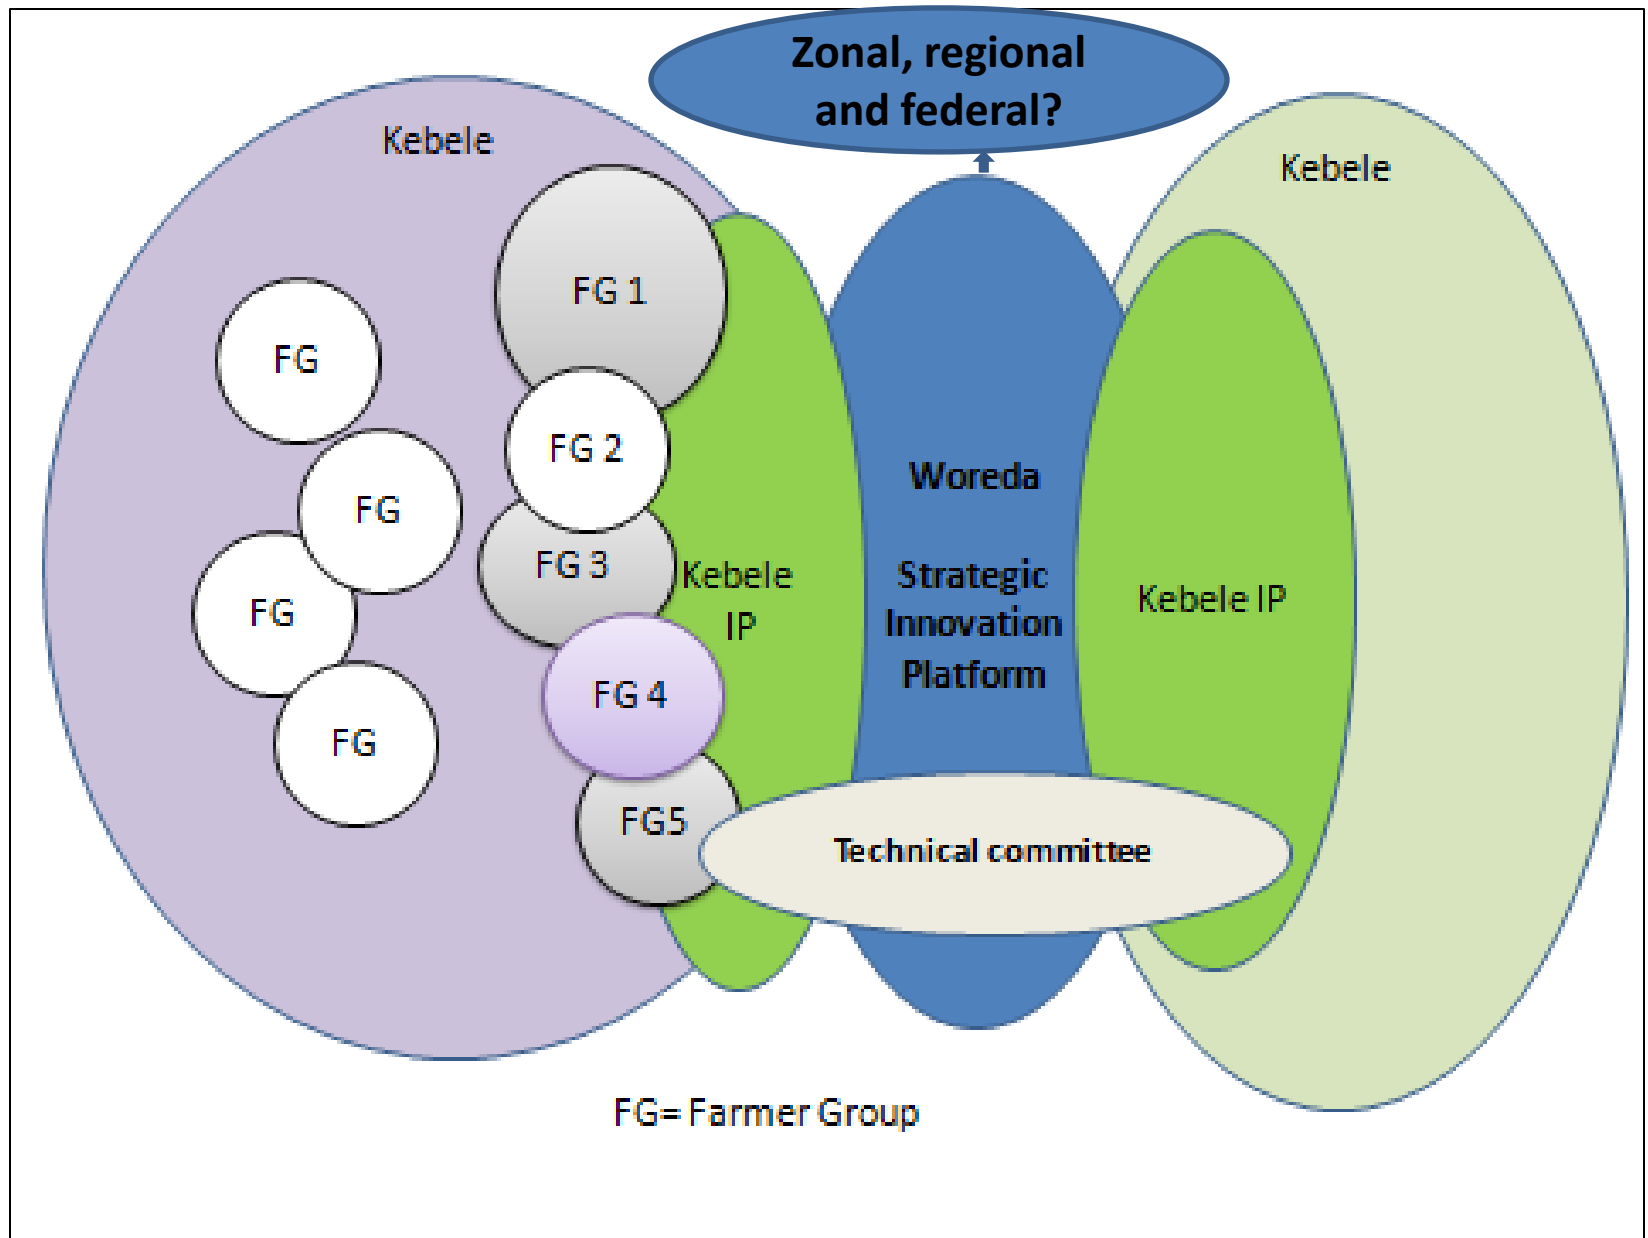 Zonal, regional
and federal?
Kebele
Kebele
FG 1
FG
FG 2
FG
FG 3
FG
FG 4
FG
FG5
Kebele
IP
Woreda
Strategic
Innovation
Platform
Kebele IP
Technical committee
FG= Farmer Group